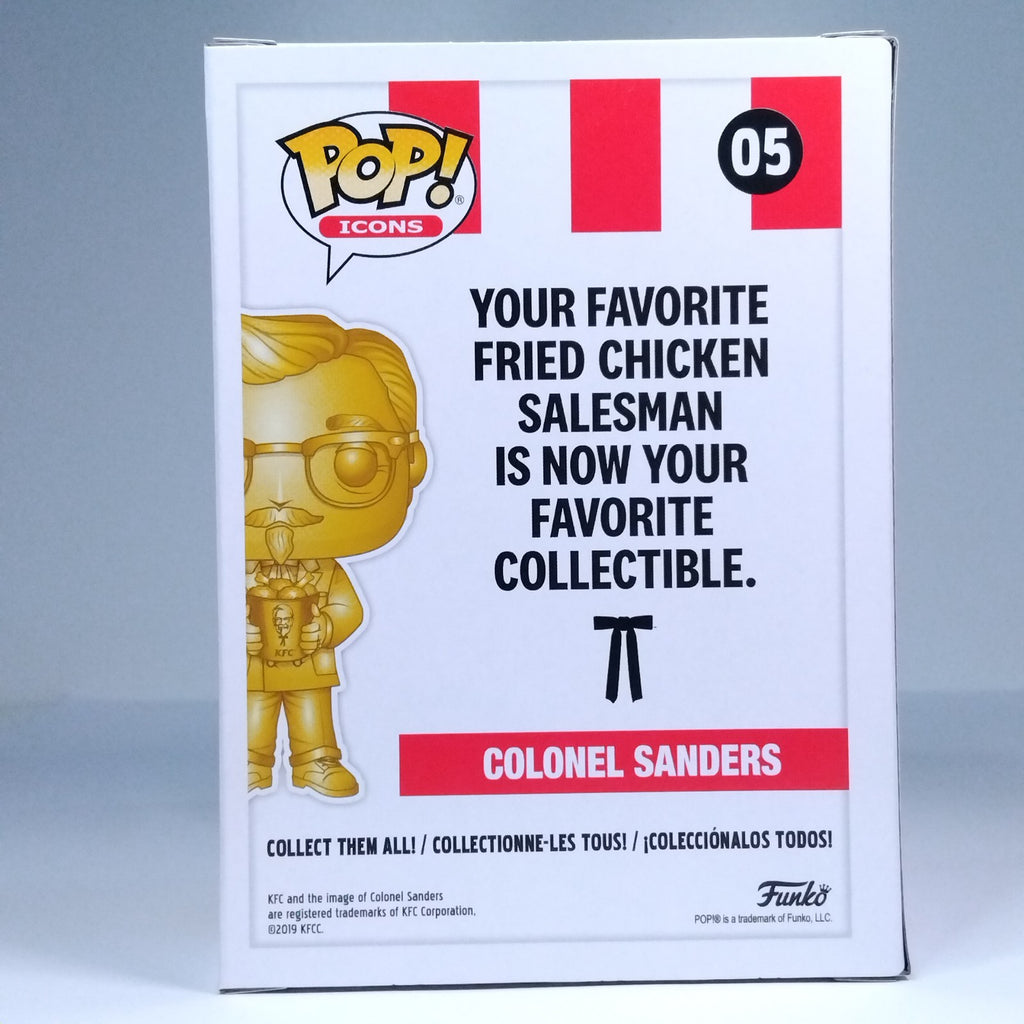 POP!®
ICONS
05
YOUR FAVORITE
FRIED CHICKEN
SALESMAN
IS NOW YOUR
FAVORITE
COLLECTIBLE.
KFC
COLONEL SANDERS
COLLECT THEM ALL! / COLLECTIONNE-LES TOUS! / ¡COLECCIÓNALOS TODOS!
KFC and the image of Colonel Sanders
are registered trademarks of KFC Corporation.
©2019 KFCC.
Funko
POP!® is a trademark of Funko, LLC.